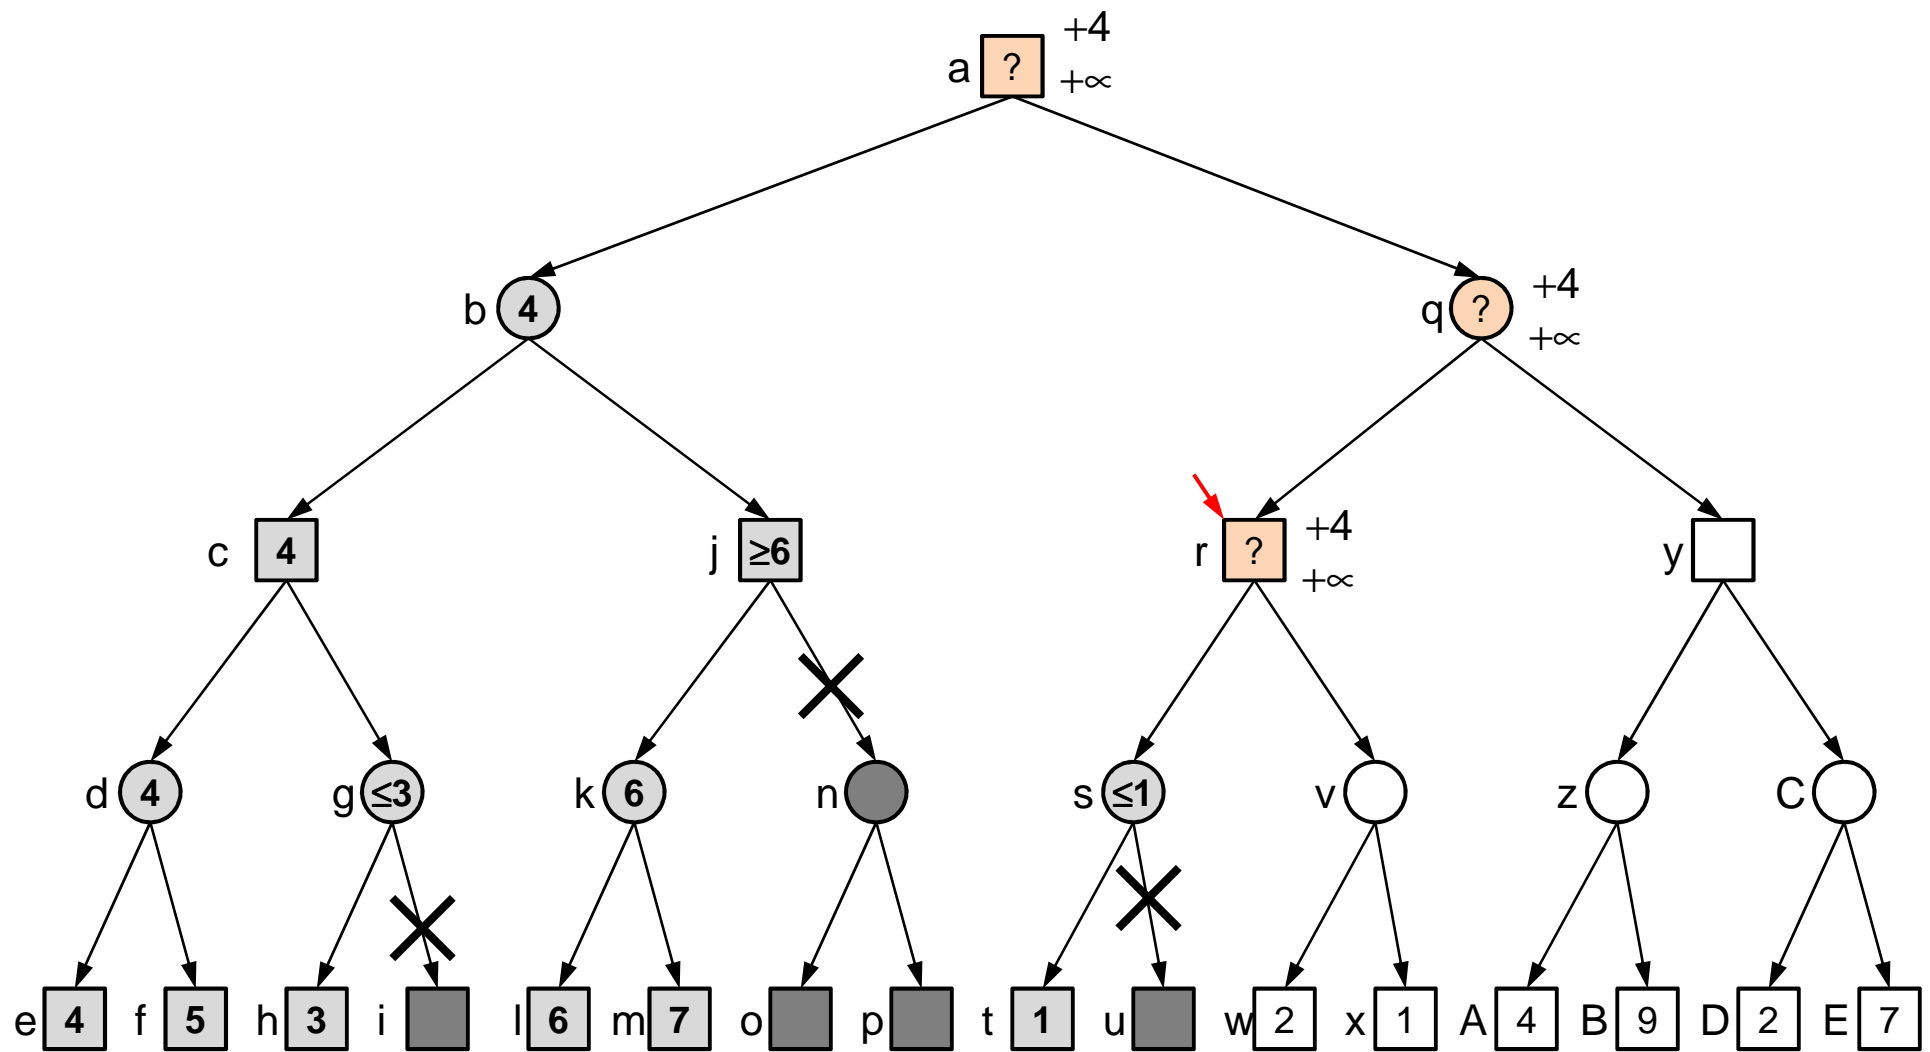 +4
a ? +∝
b 4 q ? +4
+∝
c 4 j ≥6 r ? +4 y
+∝
d 4 g ≤3 k 6 n s ≤1 v z C
e 4 f 5 h 3 i l 6 m 7 o p t 1 u w 2 x 1 A 4 B 9 D 2 E 7